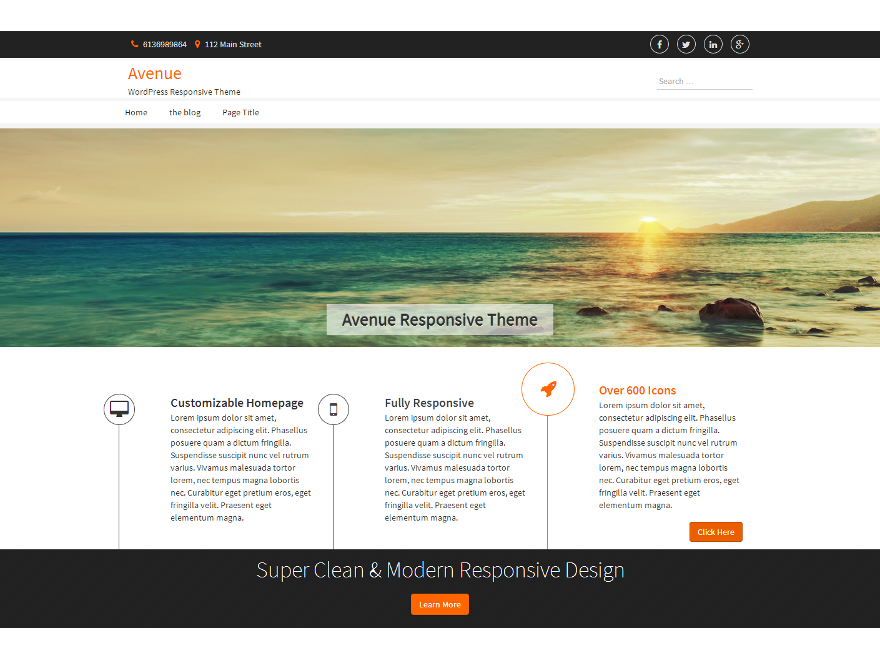 6136989864 112 Main Street
Avenue
WordPress Responsive Theme
Search ...
Home the blog Page Title
Avenue Responsive Theme
Customizable Homepage
Lorem ipsum dolor sit amet,
consectetur adipiscing elit. Phasellus
posuere quam a dictum fringilla.
Suspendisse suscipit nunc vel rutrum
varius. Vivamus malesuada tortor
lorem, nec tempus magna lobortis
nec. Curabitur eget pretium eros, eget
fringilla velit. Praesent eget
elementum magna.
Fully Responsive
Lorem ipsum dolor sit amet,
consectetur adipiscing elit. Phasellus
posuere quam a dictum fringilla.
Suspendisse suscipit nunc vel rutrum
varius. Vivamus malesuada tortor
lorem, nec tempus magna lobortis
nec. Curabitur eget pretium eros, eget
fringilla velit. Praesent eget
elementum magna.
Over 600 Icons
Lorem ipsum dolor sit amet,
consectetur adipiscing elit. Phasellus
posuere quam a dictum fringilla.
Suspendisse suscipit nunc vel rutrum
varius. Vivamus malesuada tortor
lorem, nec tempus magna lobortis
nec. Curabitur eget pretium eros, eget
fringilla velit. Praesent eget
elementum magna.
Click Here
Super Clean & Modern Responsive Design
Learn More